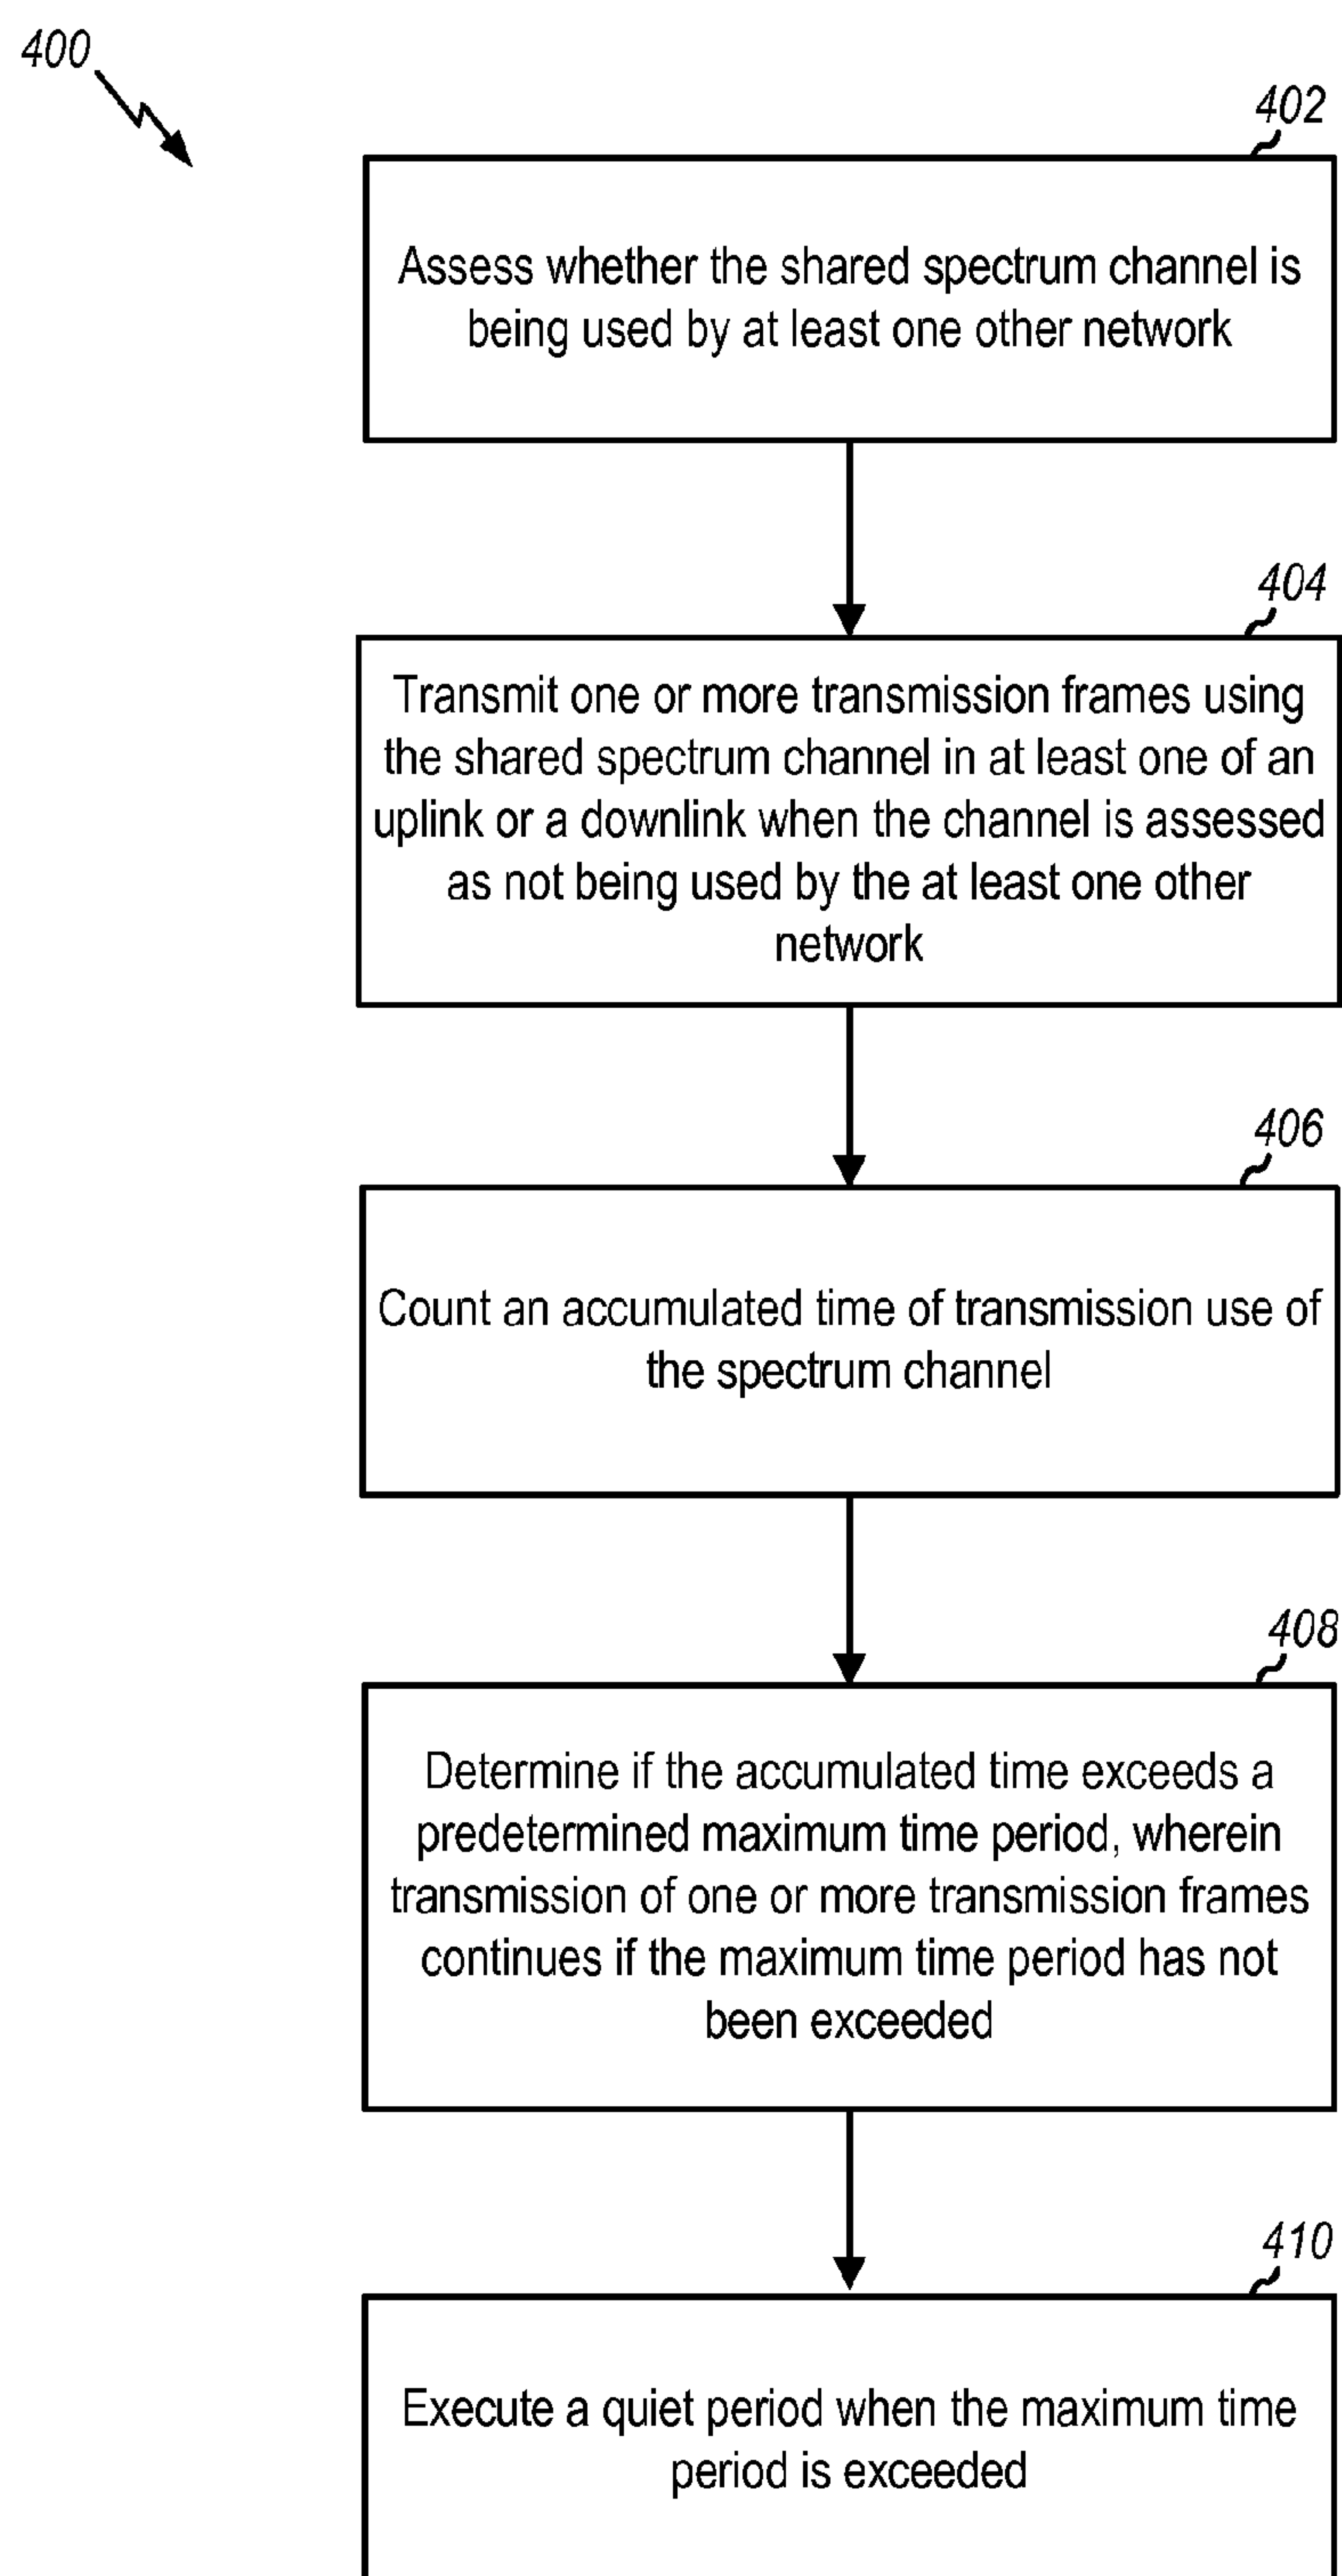 400
402
Assess whether the shared spectrum channel is
being used by at least one other network
404
Transmit one or more transmission frames using
the shared spectrum channel in at least one of an
uplink or a downlink when the channel is assessed
as not being used by the at least one other
network
406
Count an accumulated time of transmission use of
the spectrum channel
408
Determine if the accumulated time exceeds a
predetermined maximum time period, wherein
transmission of one or more transmission frames
continues if the maximum time period has not
been exceeded
410
Execute a quiet period when the maximum time
period is exceeded